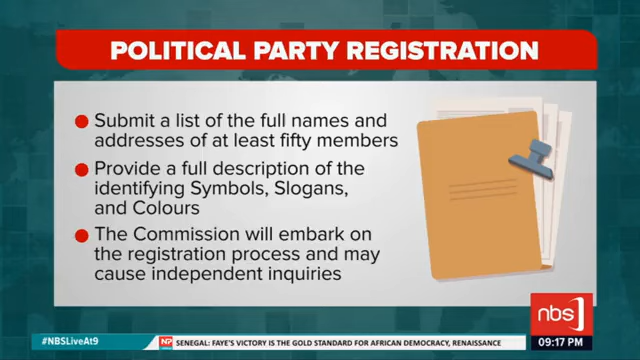 POLITICAL PARTY REGISTRATION
Submit a list of the full names and
addresses of at least fifty members
Provide a full description of the
identifying Symbols, Slogans,
and Colours
The Commission will embark on
the registration process and may
cause independent inquiries
nbs
#NBSLiveAt9
NP SENEGAL: FAYE'S VICTORY IS THE GOLD STANDARD FOR AFRICAN DEMOCRACY, RENAISSANCE
09:17 PM